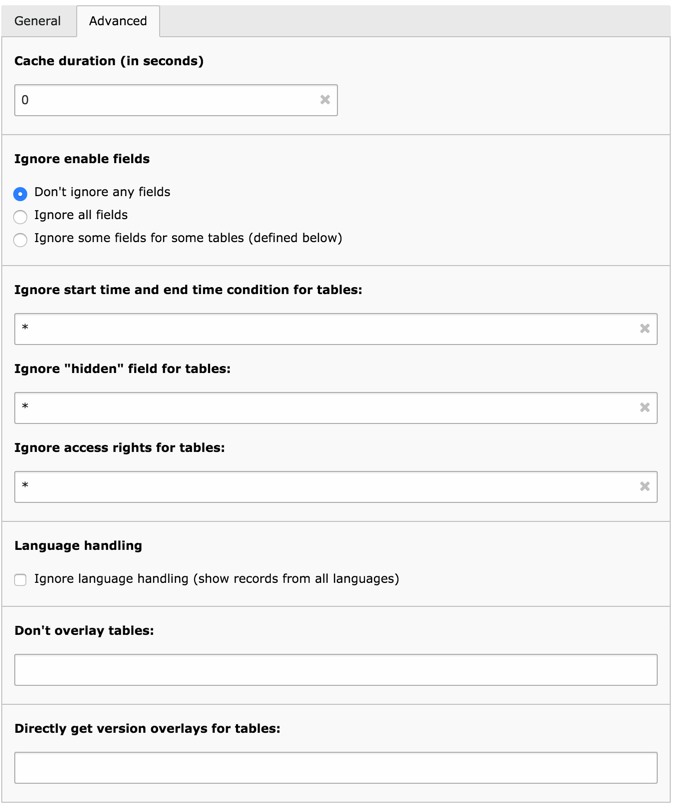 General Advanced
Cache duration (in seconds)
0
Ignore enable fields
Don't ignore any fields
Ignore all fields
Ignore some fields for some tables (defined below)
Ignore start time and end time condition for tables:
*
Ignore "hidden" field for tables:
*
Ignore access rights for tables:
*
Language handling
Ignore language handling (show records from all languages)
Don't overlay tables:
Directly get version overlays for tables: